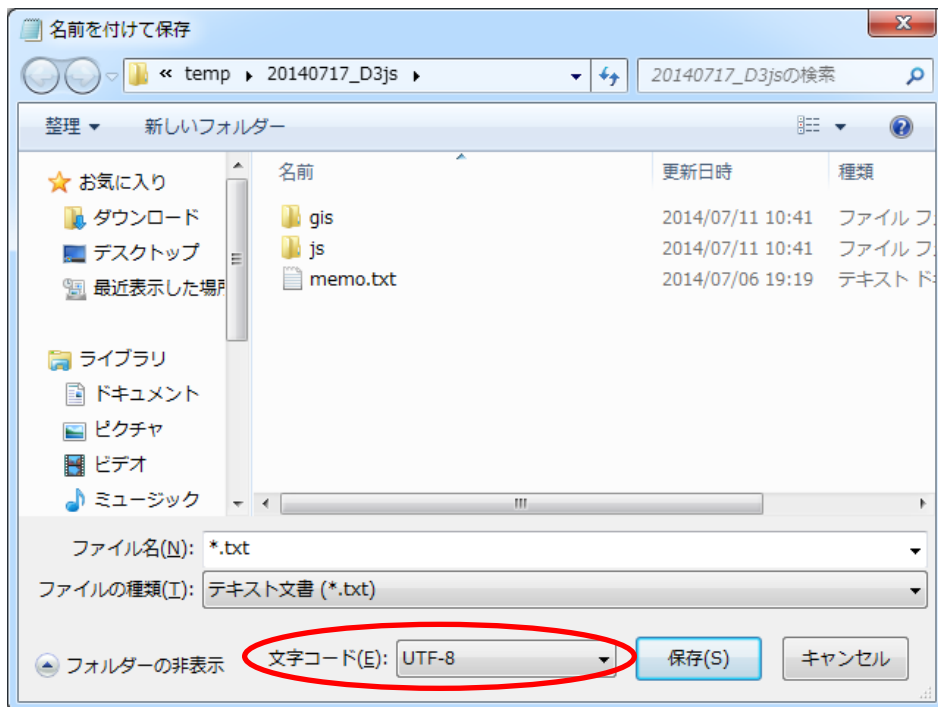 名前を付けて保存
« temp ▸ 20140717_D3js ▸
20140717_D3jsの検索
整理 ▼ 新しいフォルダー
お気に入り
ダウンロード
デスクトップ
最近表示した場所
ライブラリ
ドキュメント
ピクチャ
ビデオ
ミュージック
名前 更新日時 種類
gis 2014/07/11 10:41 ファイル フ
js 2014/07/11 10:41 ファイル フ
memo.txt 2014/07/06 19:19 テキスト ド
ファイル名(N): *.txt
ファイルの種類(T): テキスト文書 (*.txt)
フォルダーの非表示
文字コード(E): UTF-8
保存(S)
キャンセル